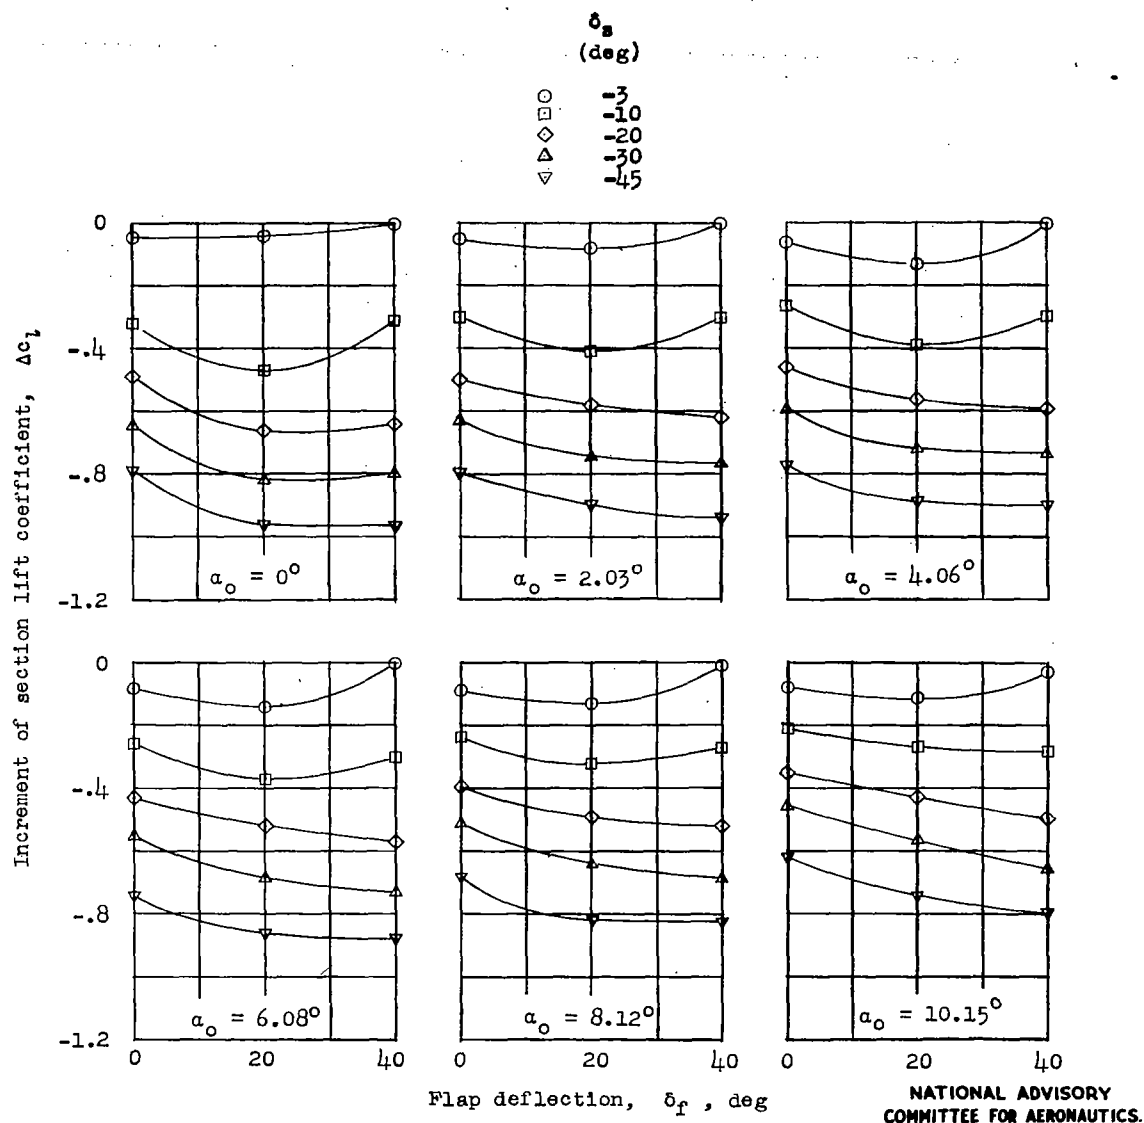 δs
(deg)
-3
-10
-20
-30
-45
Increment of section lift coefficient, Δcl
0
-.4
-.8
-1.2
αo = 0°
αo = 2.03°
αo = 4.06°
0
-.4
-.8
-1.2
αo = 6.08°
αo = 8.12°
αo = 10.15°
0 20 40 0 20 40 0 20 40
Flap deflection, δf , deg
NATIONAL ADVISORY
COMMITTEE FOR AERONAUTICS.